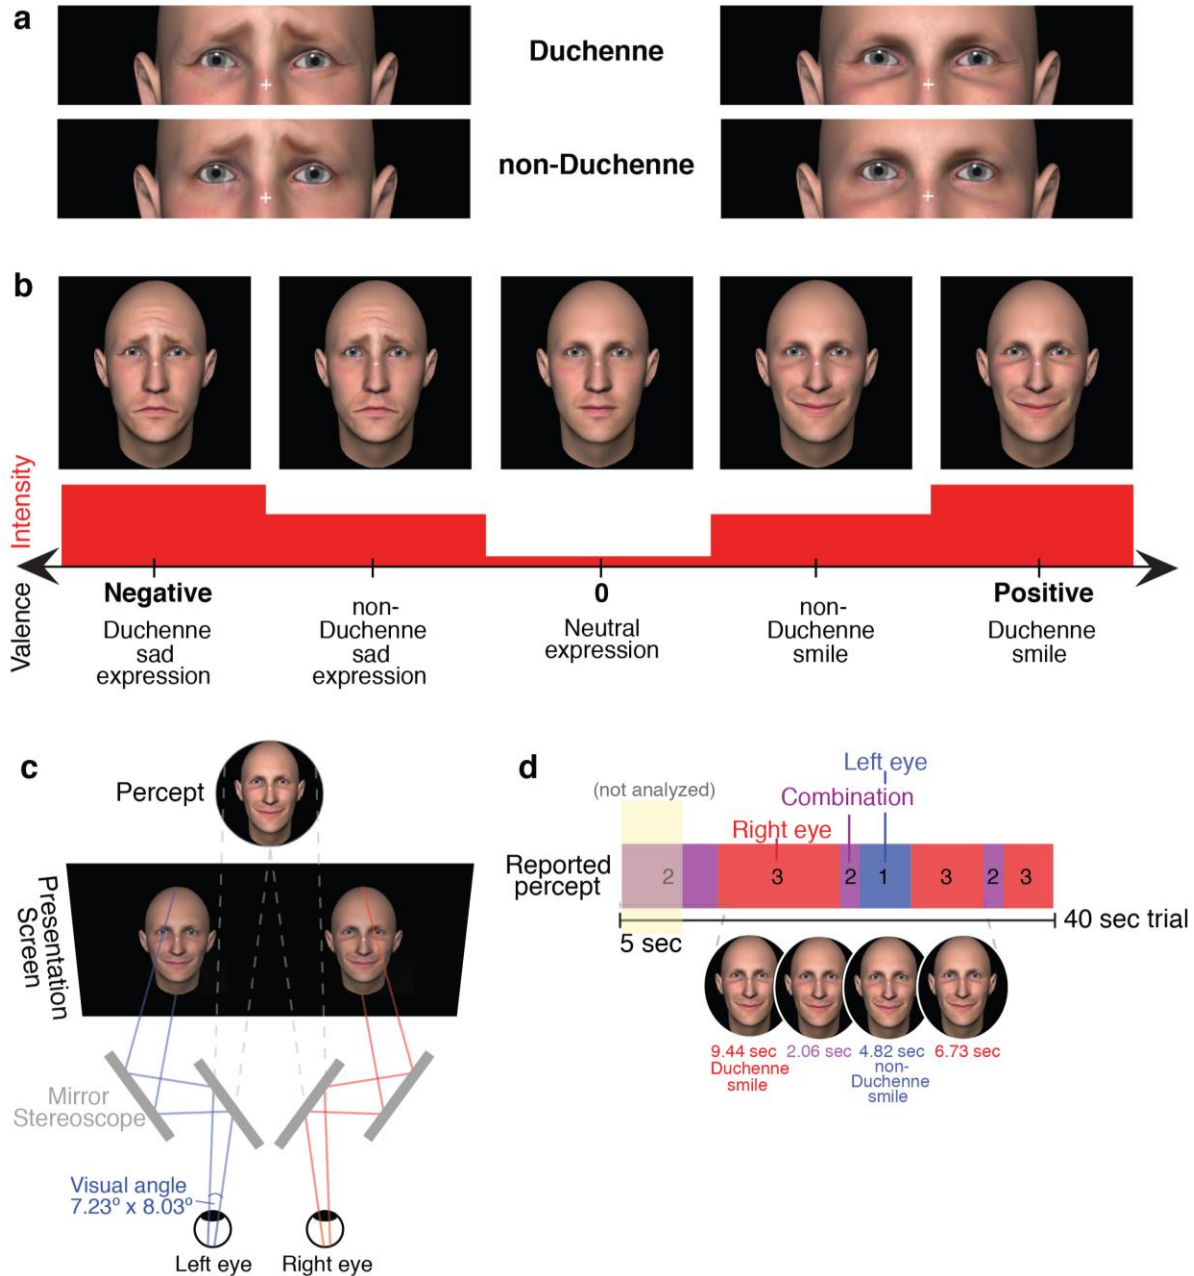 a
Duchenne
non-Duchenne
b
Intensity
Valence
Negative
Duchenne
sad
expression
non-
Duchenne
sad
expression
0
Neutral
expression
non-
Duchenne
smile
Positive
Duchenne
smile
c
Percept
Presentation
Screen
Mirror
Stereoscope
Visual angle
7.23º x 8.03º
Left eye
Right eye
d
(not analyzed)
Left eye
Combination
Right eye
Reported
percept
2
3
2
1
3
2
3
5 sec
40 sec trial
9.44 sec
Duchenne
smile
2.06 sec
4.82 sec
non-
Duchenne
smile
6.73 sec